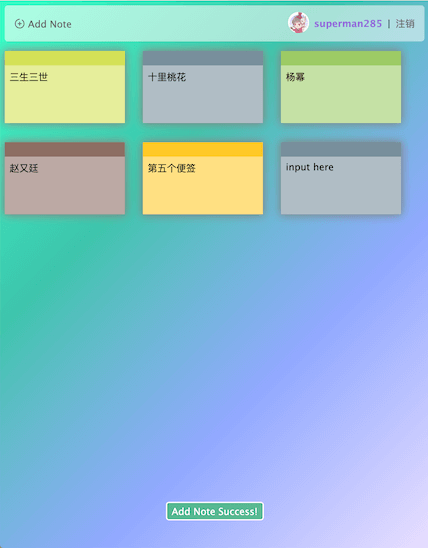 Add Note superman285 | 注销
三生三世 十里桃花 杨幂
赵又廷 第五个便签 input here
Add Note Success!